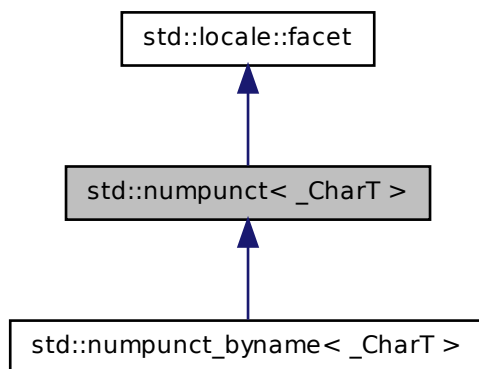 std::locale::facet
std::numpunct< _CharT >
std::numpunct_byname< _CharT >